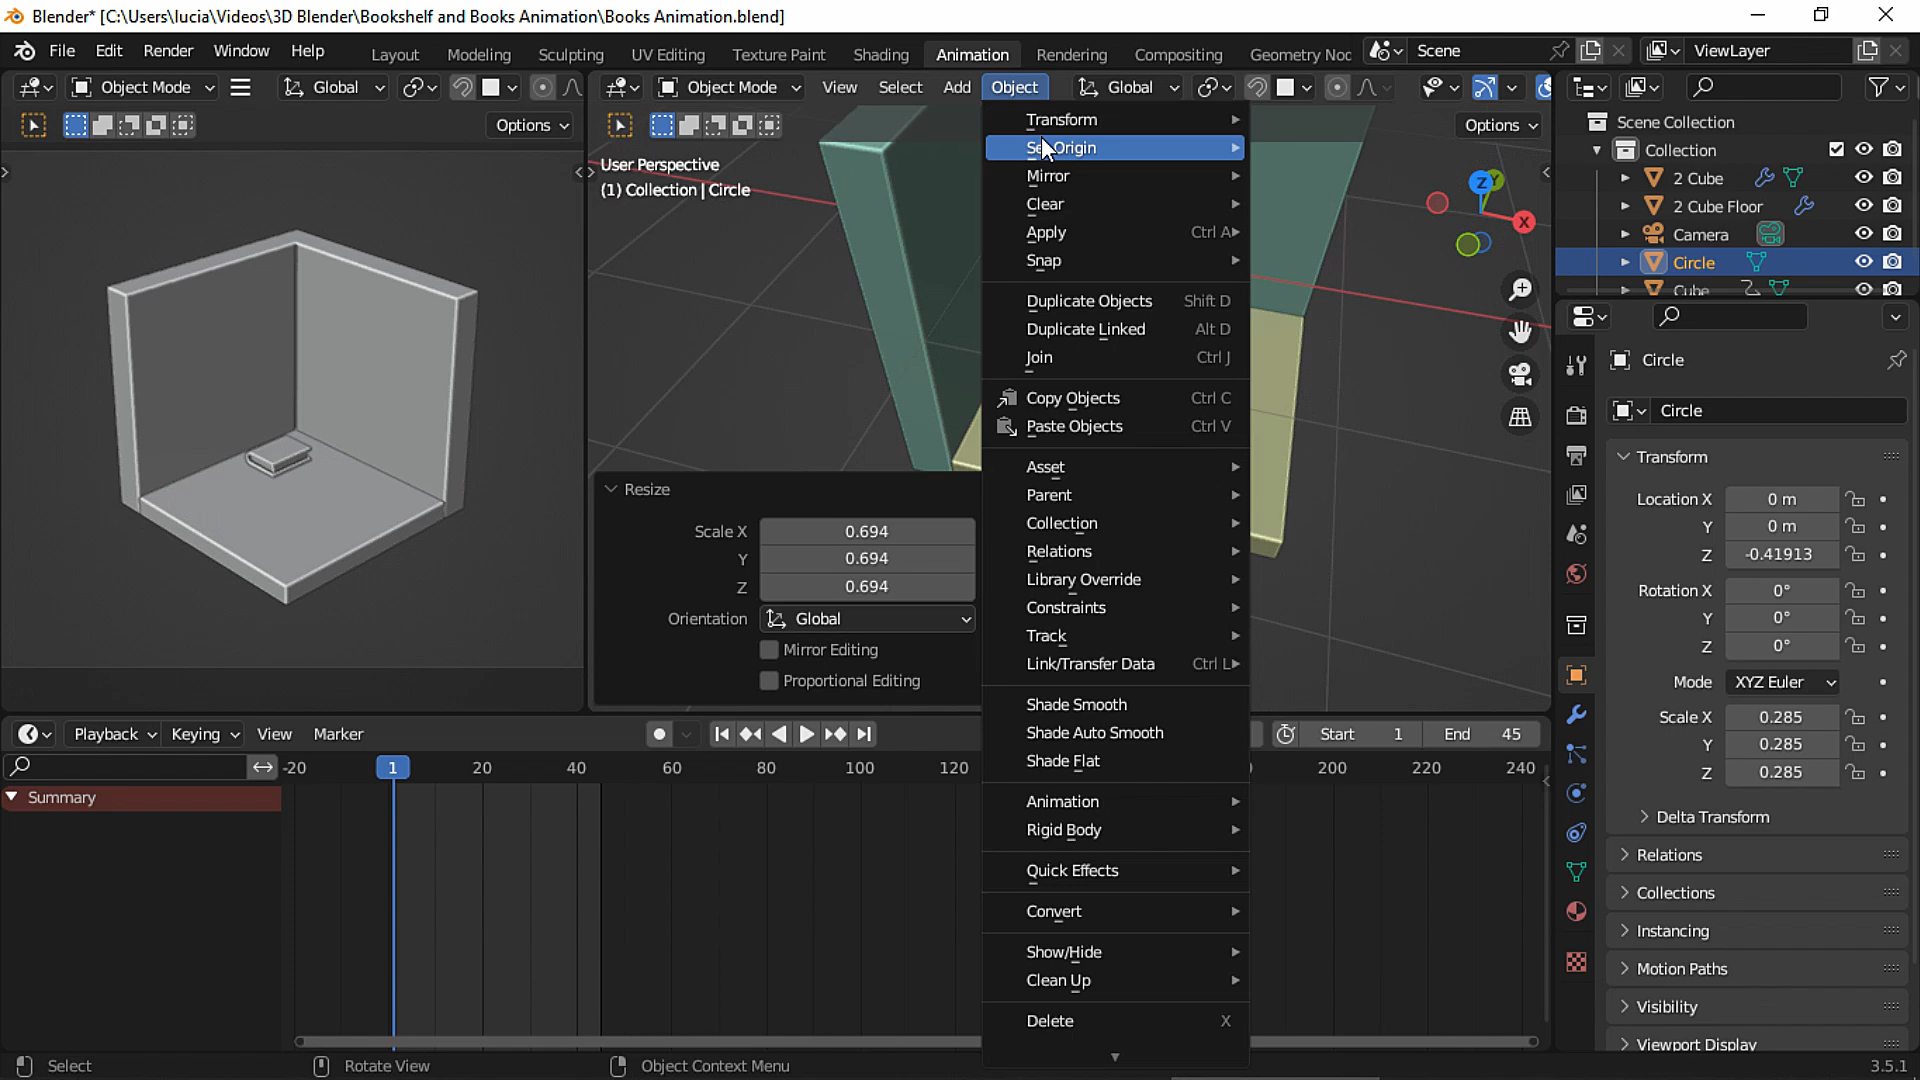 Blender* [C:\Users\lucia\Videos\3D Blender\Bookshelf and Books Animation\Books Animation.blend]
File Edit Render Window Help Layout Modeling Sculpting UV Editing Texture Paint Shading Animation Rendering Compositing Geometry Noc Scene ViewLayer
Object Mode Global Object Mode View Select Add Object Global
Options Options
User Perspective
(1) Collection | Circle
Transform
Set Origin
Mirror
Clear
Apply Ctrl A
Snap
Duplicate Objects Shift D
Duplicate Linked Alt D
Join Ctrl J
Copy Objects Ctrl C
Paste Objects Ctrl V
Asset
Parent
Collection
Relations
Library Override
Constraints
Track
Link/Transfer Data Ctrl L
Shade Smooth
Shade Auto Smooth
Shade Flat
Animation
Rigid Body
Quick Effects
Convert
Show/Hide
Clean Up
Delete X
Z Y X
Resize
Scale X 0.694
Y 0.694
Z 0.694
Orientation Global
Mirror Editing
Proportional Editing
Scene Collection
Collection
2 Cube
2 Cube Floor
Camera
Circle
Cube
Circle
Circle
Transform
Location X 0 m
Y 0 m
Z -0.41913
Rotation X 0°
Y 0°
Z 0°
Mode XYZ Euler
Scale X 0.285
Y 0.285
Z 0.285
Delta Transform
Relations
Collections
Instancing
Motion Paths
Visibility
Viewport Display
Playback Keying View Marker Start 1 End 45
-20 1 20 40 60 80 100 120 200 220 240
Summary
Select Rotate View Object Context Menu 3.5.1